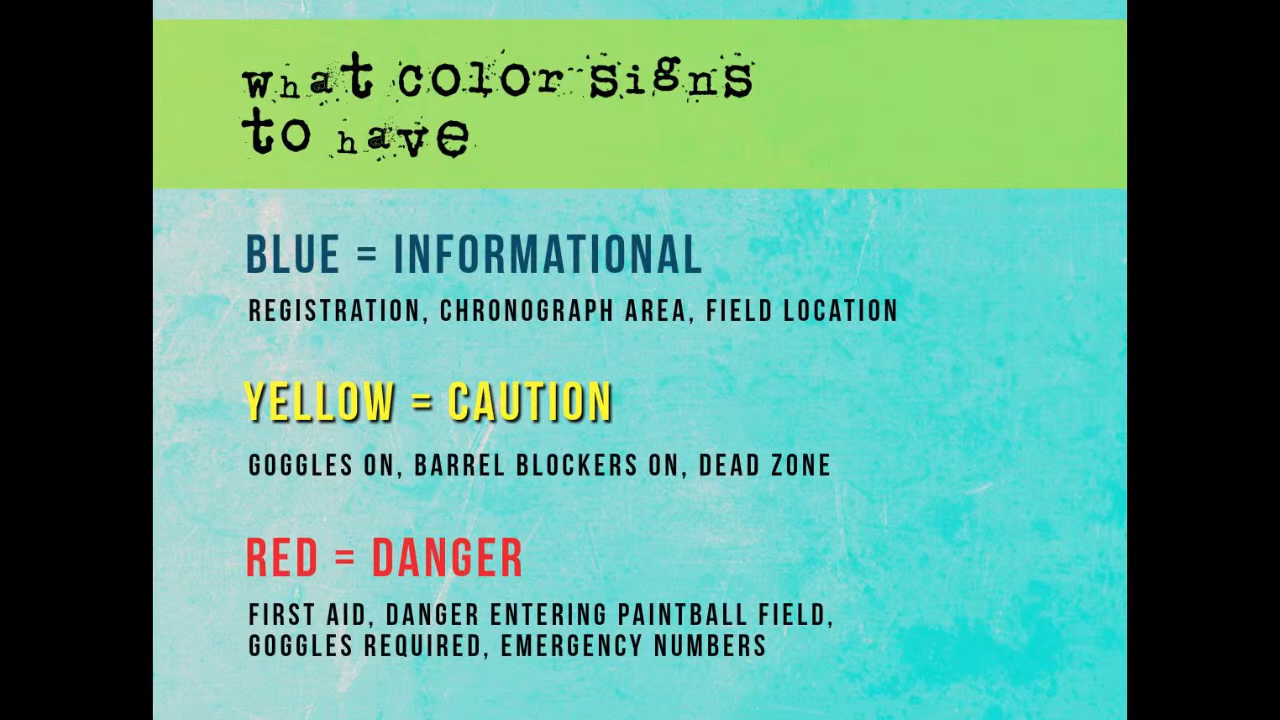 what color signs
to have
BLUE = INFORMATIONAL
REGISTRATION, CHRONOGRAPH AREA, FIELD LOCATION
YELLOW = CAUTION
GOGGLES ON, BARREL BLOCKERS ON, DEAD ZONE
RED = DANGER
FIRST AID, DANGER ENTERING PAINTBALL FIELD,
GOGGLES REQUIRED, EMERGENCY NUMBERS